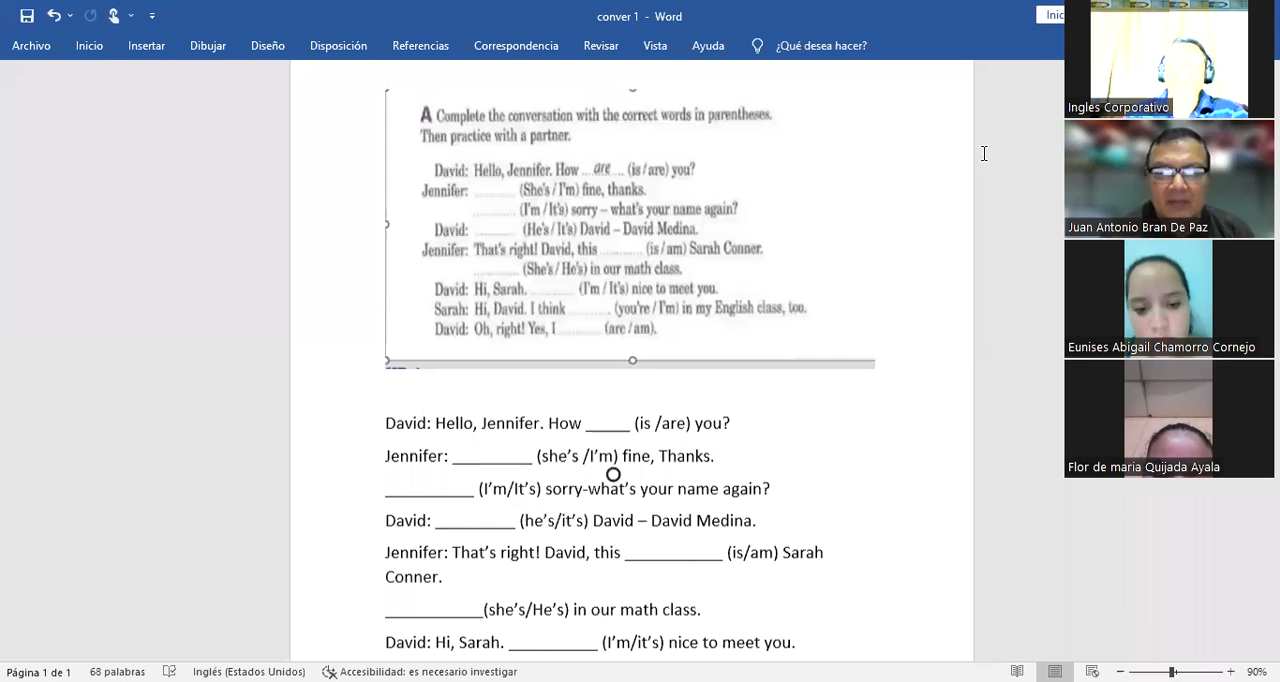 conver 1 - Word
Inic
Archivo Inicio Insertar Dibujar Diseño Disposición Referencias Correspondencia Revisar Vista Ayuda ¿Qué desea hacer?
A Complete the conversation with the correct words in parentheses.
Then practice with a partner.
David: Hello, Jennifer. How ...are... (is / are) you?
Jennifer: ............ (She's / I'm) fine, thanks.
............ (I'm / It's) sorry – what's your name again?
David: ............ (He's / It's) David – David Medina.
Jennifer: That's right! David, this ............ (is / am) Sarah Conner.
............ (She's / He's) in our math class.
David: Hi, Sarah. ............ (I'm / It's) nice to meet you.
Sarah: Hi, David. I think ............ (you're / I'm) in my English class, too.
David: Oh, right! Yes, I ............ (are / am).
David: Hello, Jennifer. How _____ (is /are) you?
Jennifer: _________ (she's /I'm) fine, Thanks.
__________ (I'm/It's) sorry-what's your name again?
David: _________ (he's/it's) David – David Medina.
Jennifer: That's right! David, this ___________ (is/am) Sarah
Conner.
___________(she's/He's) in our math class.
David: Hi, Sarah. __________ (I'm/it's) nice to meet you.
Ingles Corporativo
Juan Antonio Bran De Paz
Eunises Abigail Chamorro Cornejo
Flor de maria Quijada Ayala
Página 1 de 1 68 palabras Inglés (Estados Unidos) Accesibilidad: es necesario investigar 90%